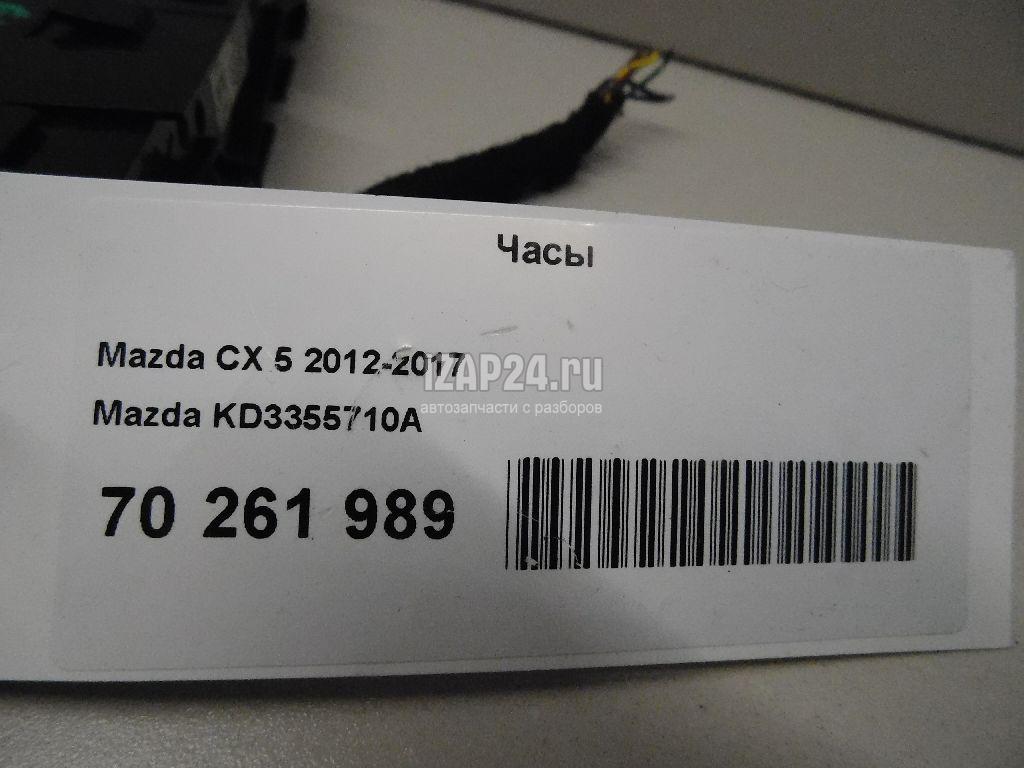 Часы
Mazda CX 5 2012-2017
IZAP24.ru
автозапчасти с разборов
Mazda KD3355710A
70 261 989